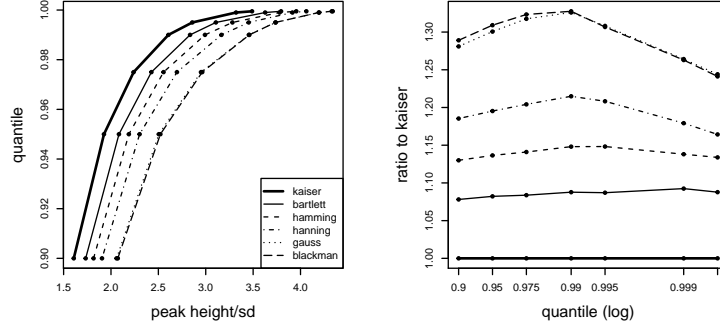 quantile
0.90
0.92
0.94
0.96
0.98
1.00
1.5
2.0
2.5
3.0
3.5
4.0
peak height/sd
kaiser
bartlett
hamming
hanning
gauss
blackman
ratio to kaiser
1.00
1.05
1.10
1.15
1.20
1.25
1.30
0.9
0.95
0.975
0.99
0.995
0.999
quantile (log)